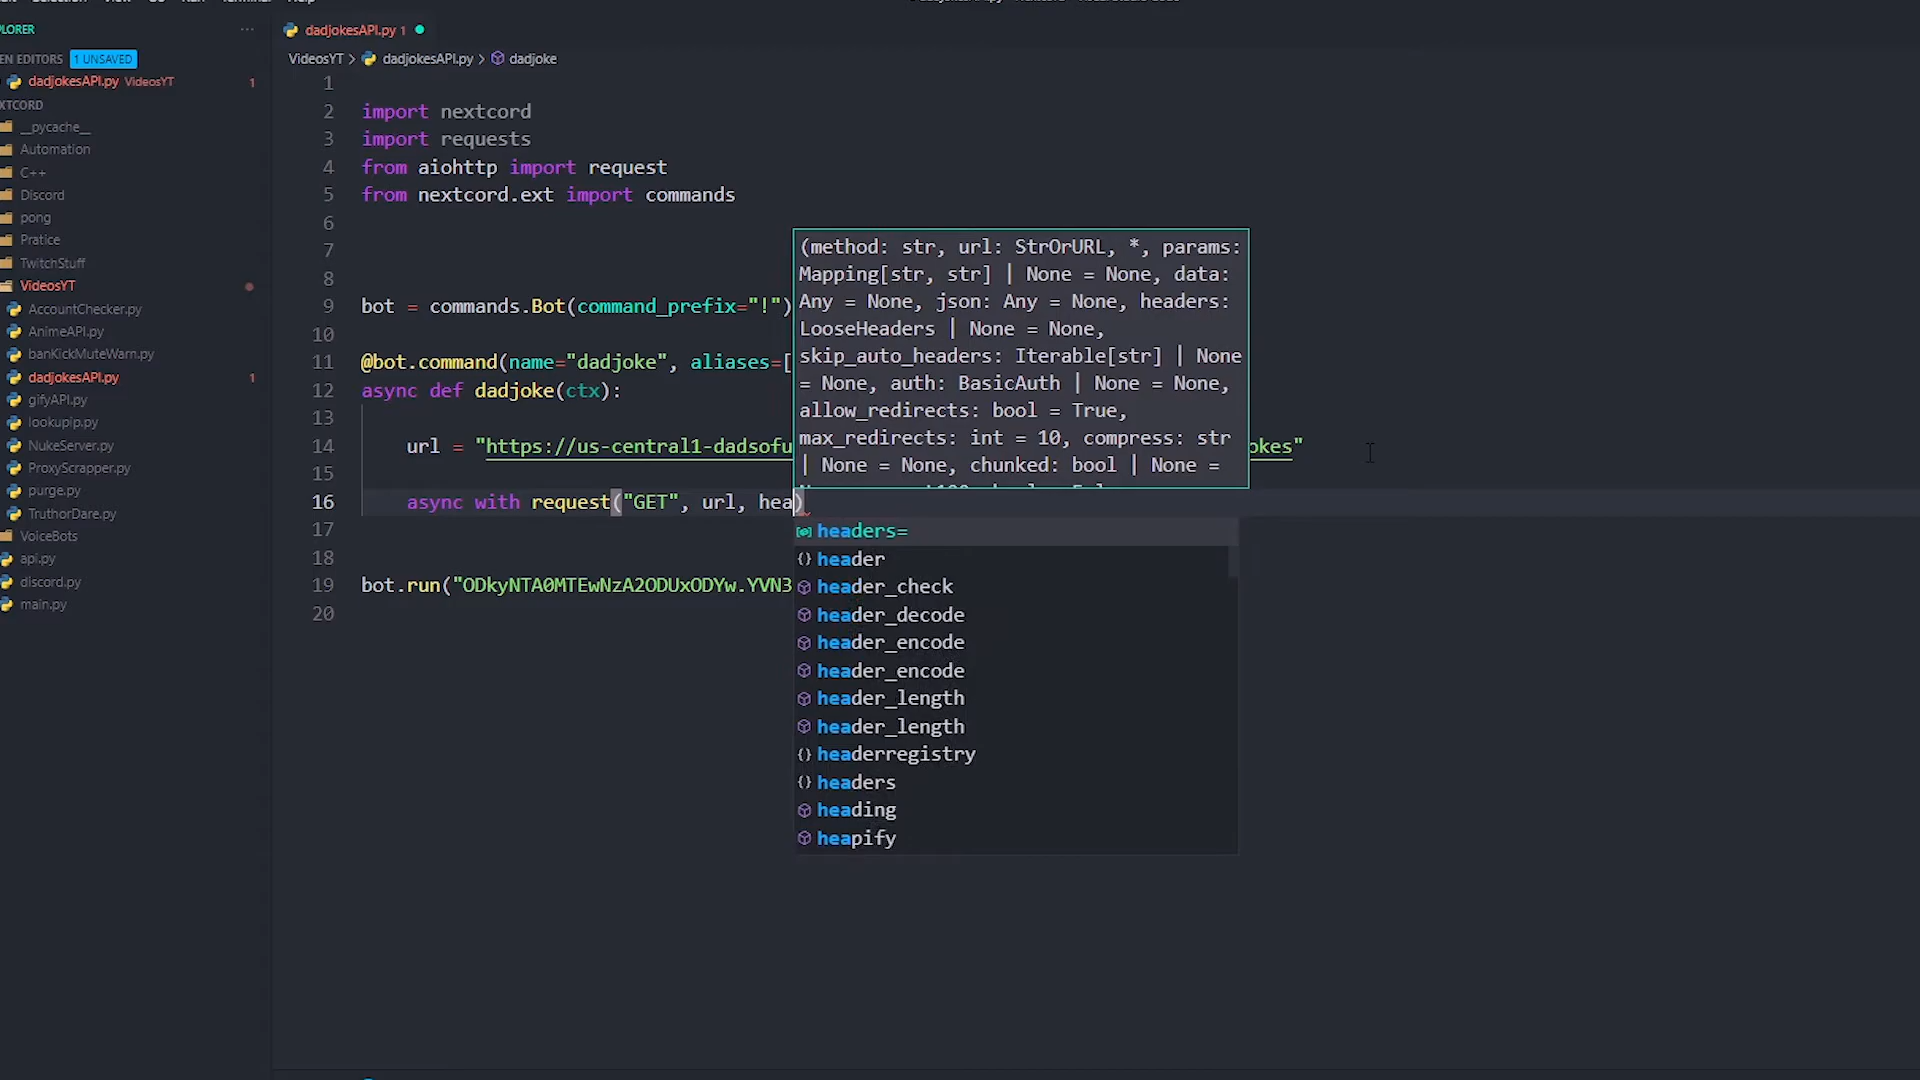 dadjokesAPI.py 1
EN EDITORS
1 UNSAVED
dadjokesAPI.py VideosYT 1
__pycache__
Automation
C++
Discord
pong
Pratice
TwitchStuff
VideosYT
AccountChecker.py
AnimeAPI.py
banKickMuteWarn.py
dadjokesAPI.py 1
gifyAPI.py
lookupip.py
NukeServer.py
ProxyScrapper.py
purge.py
TruthorDare.py
VoiceBots
api.py
discord.py
main.py
VideosYT > dadjokesAPI.py > dadjoke
1
2 import nextcord
3 import requests
4 from aiohttp import request
5 from nextcord.ext import commands
6
7
8
9 bot = commands.Bot(command_prefix="!")
10
11 @bot.command(name="dadjoke", aliases=[
12 async def dadjoke(ctx):
13
14 url = "https://us-central1-dadsofu okes"
15
16 async with request("GET", url, hea)
17
18
19 bot.run("ODkyNTA0MTEwNzA2ODUxODYw.YVN3
20
(method: str, url: StrOrURL, *, params:
Mapping[str, str] | None = None, data:
Any = None, json: Any = None, headers:
LooseHeaders | None = None,
skip_auto_headers: Iterable[str] | None
= None, auth: BasicAuth | None = None,
allow_redirects: bool = True,
max_redirects: int = 10, compress: str
| None = None, chunked: bool | None =
headers=
header
header_check
header_decode
header_encode
header_encode
header_length
header_length
headerregistry
headers
heading
heapify